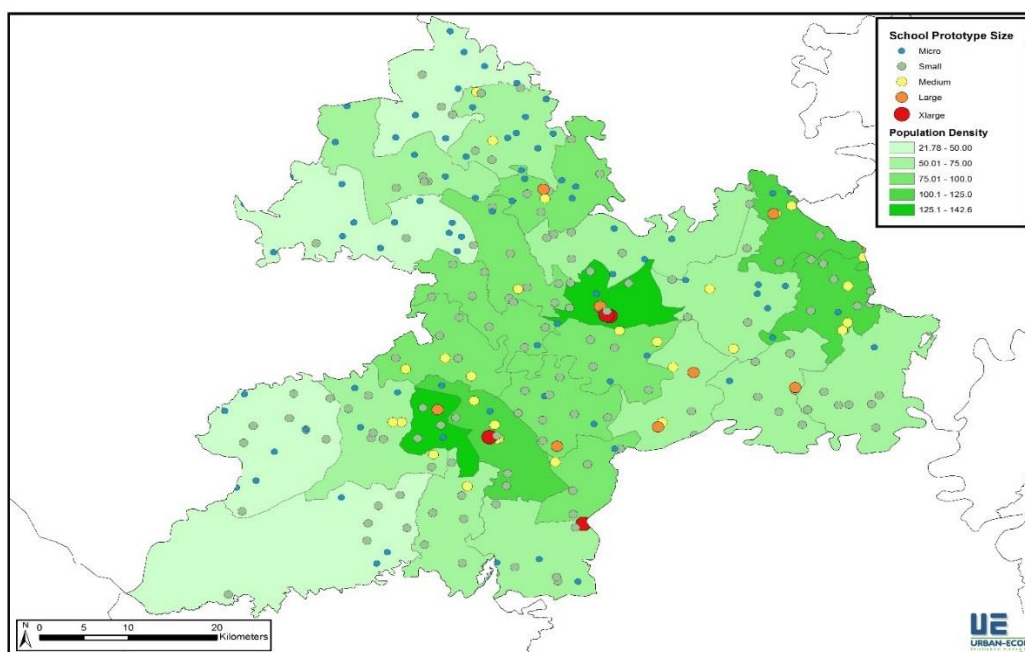 School Prototype Size
Micro
Small
Medium
Large
Xlarge
Population Density
21.78 - 50.00
50.01 - 75.00
75.01 - 100.0
100.1 - 125.0
125.1 - 142.6
N
0 5 10 20
Kilometers
UE
URBAN-ECON